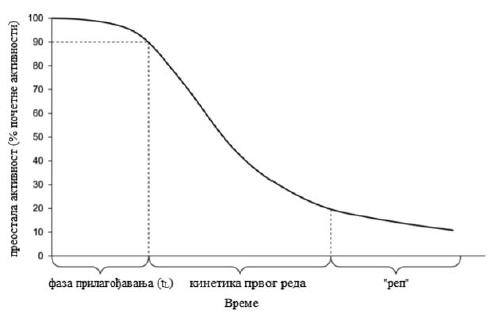 преостала активност (% почетне активности)
100
90
80
70
60
50
40
30
20
10
0
фаза прилагођавања (tL)
кинетика првог реда
"реп"
Време